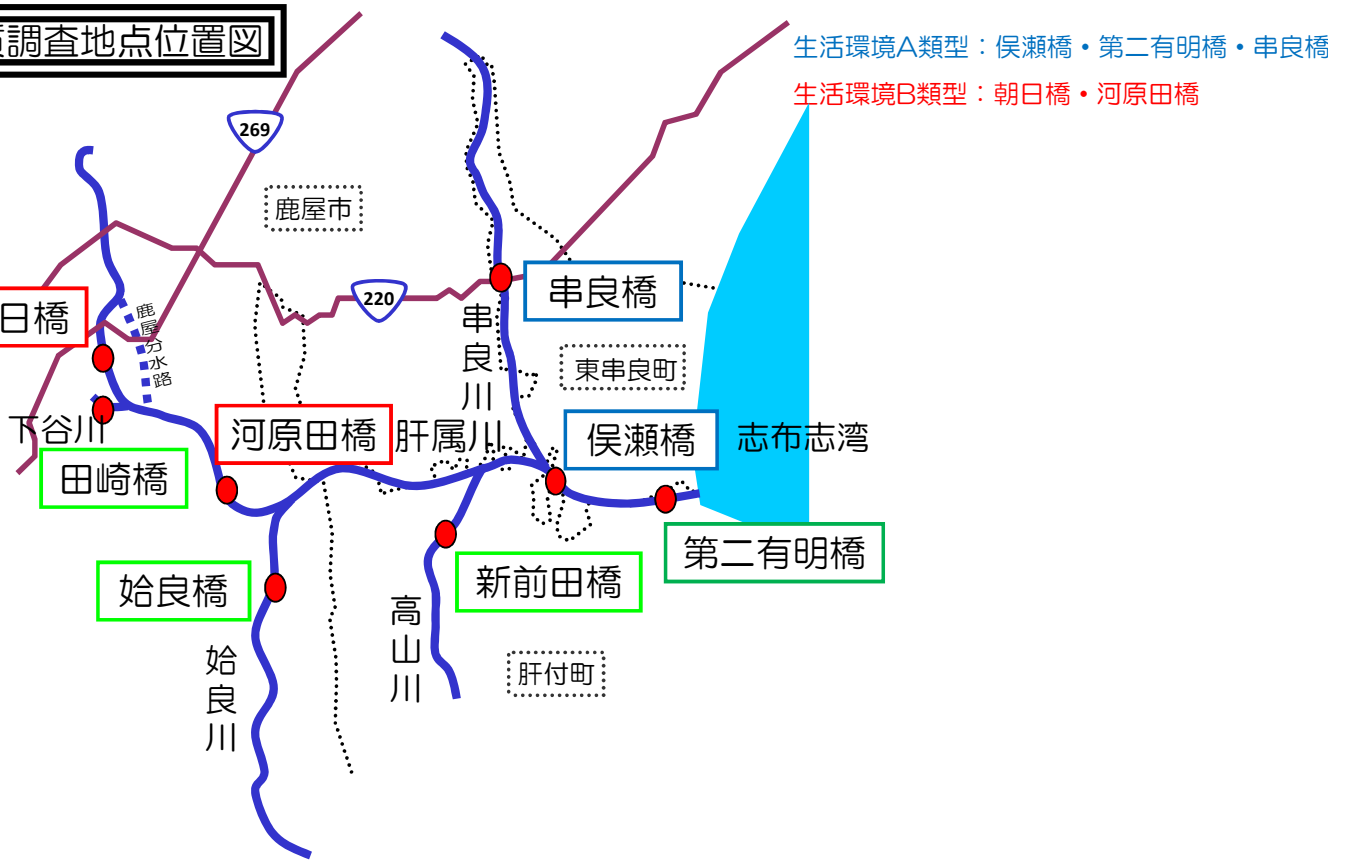 質調査地点位置図
生活環境A類型：俣瀬橋・第二有明橋・串良橋
生活環境B類型：朝日橋・河原田橋
269
鹿屋市
串良橋
220
日橋
鹿屋分水路
串良川
東串良町
下谷川
河原田橋
肝属川
俣瀬橋
志布志湾
田崎橋
第二有明橋
姶良橋
新前田橋
高山川
姶良川
肝付町